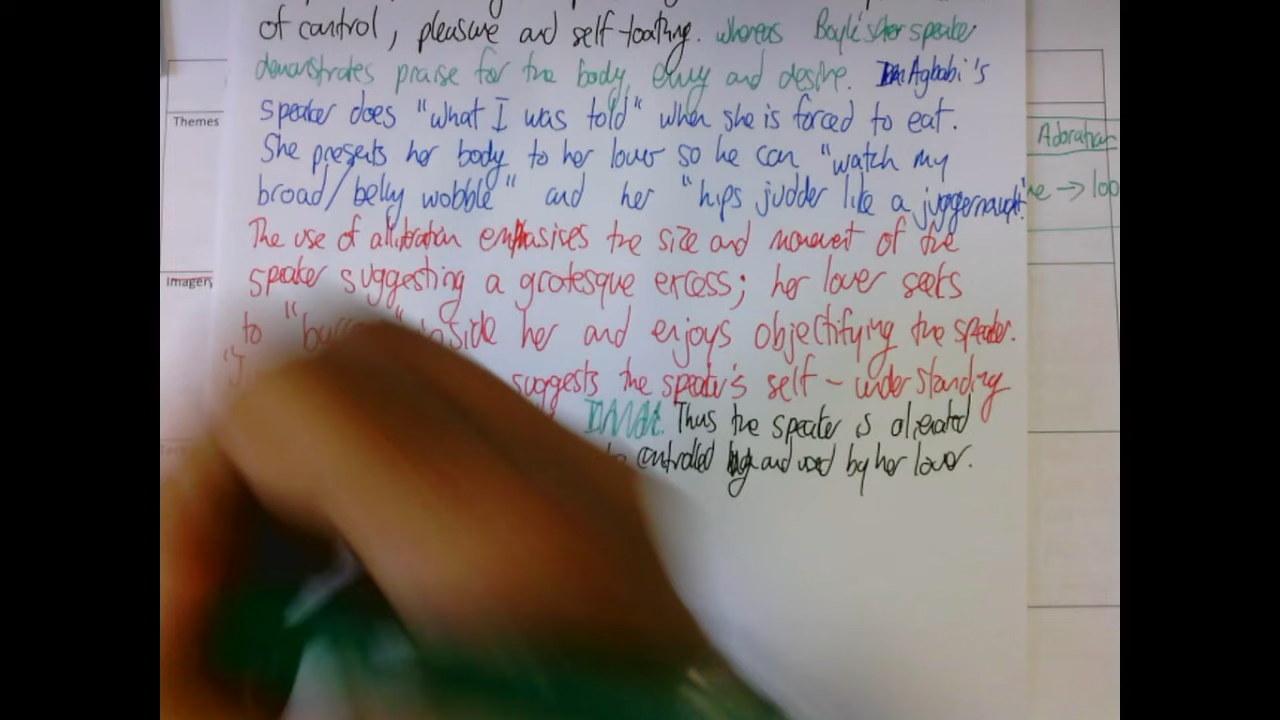 of control, pleasure and self-loathing. whereas speaker
demonstrates praise for the body, envy and desire. Agbabi's
speaker does "what I was told" when she is forced to eat.
She presents her body to her lover so he can "watch my
broad/belly wobble" and her "hips judder like a juggernaut".
The use of alliteration emphasises the size and movement of the
speaker suggesting a grotesque excess; her lover seeks
to inside her and enjoys objectifying the speaker.
suggests the speaker's self-understanding
Thus the speaker is alienated
controlled and used by her lover.
Themes
Imagery
Adoration